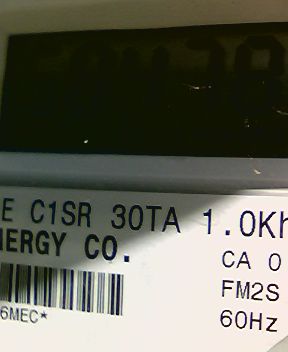 E C1SR 30TA 1.0Kh
NERGY CO.
CA 0
FM2S
6MEC*
60Hz